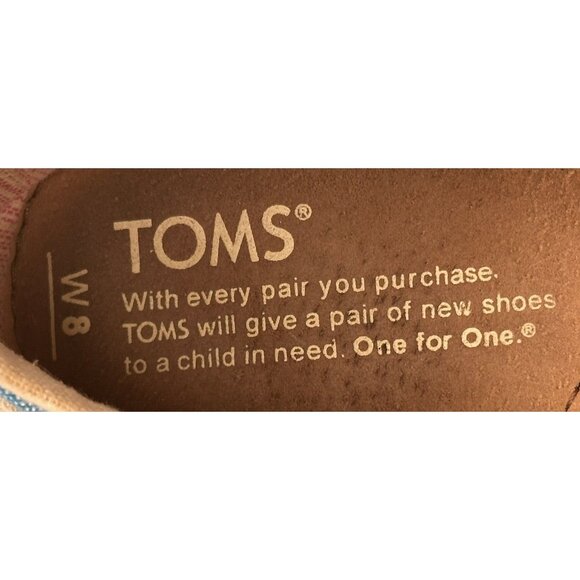 TOMS®
With every pair you purchase,
TOMS will give a pair of new shoes
to a child in need. One for One.®
W 8